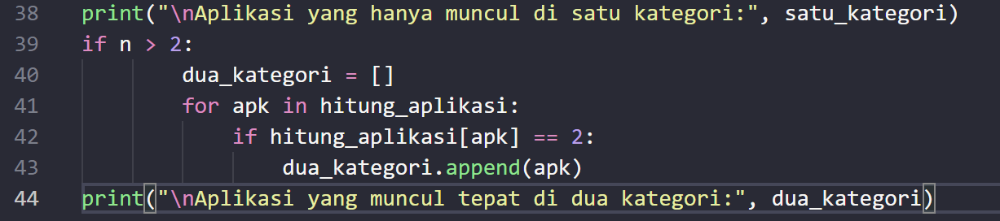 38 print("\nAplikasi yang hanya muncul di satu kategori:", satu_kategori)
39 if n > 2:
40         dua_kategori = []
41         for apk in hitung_aplikasi:
42             if hitung_aplikasi[apk] == 2:
43                 dua_kategori.append(apk)
44 print("\nAplikasi yang muncul tepat di dua kategori:", dua_kategori)